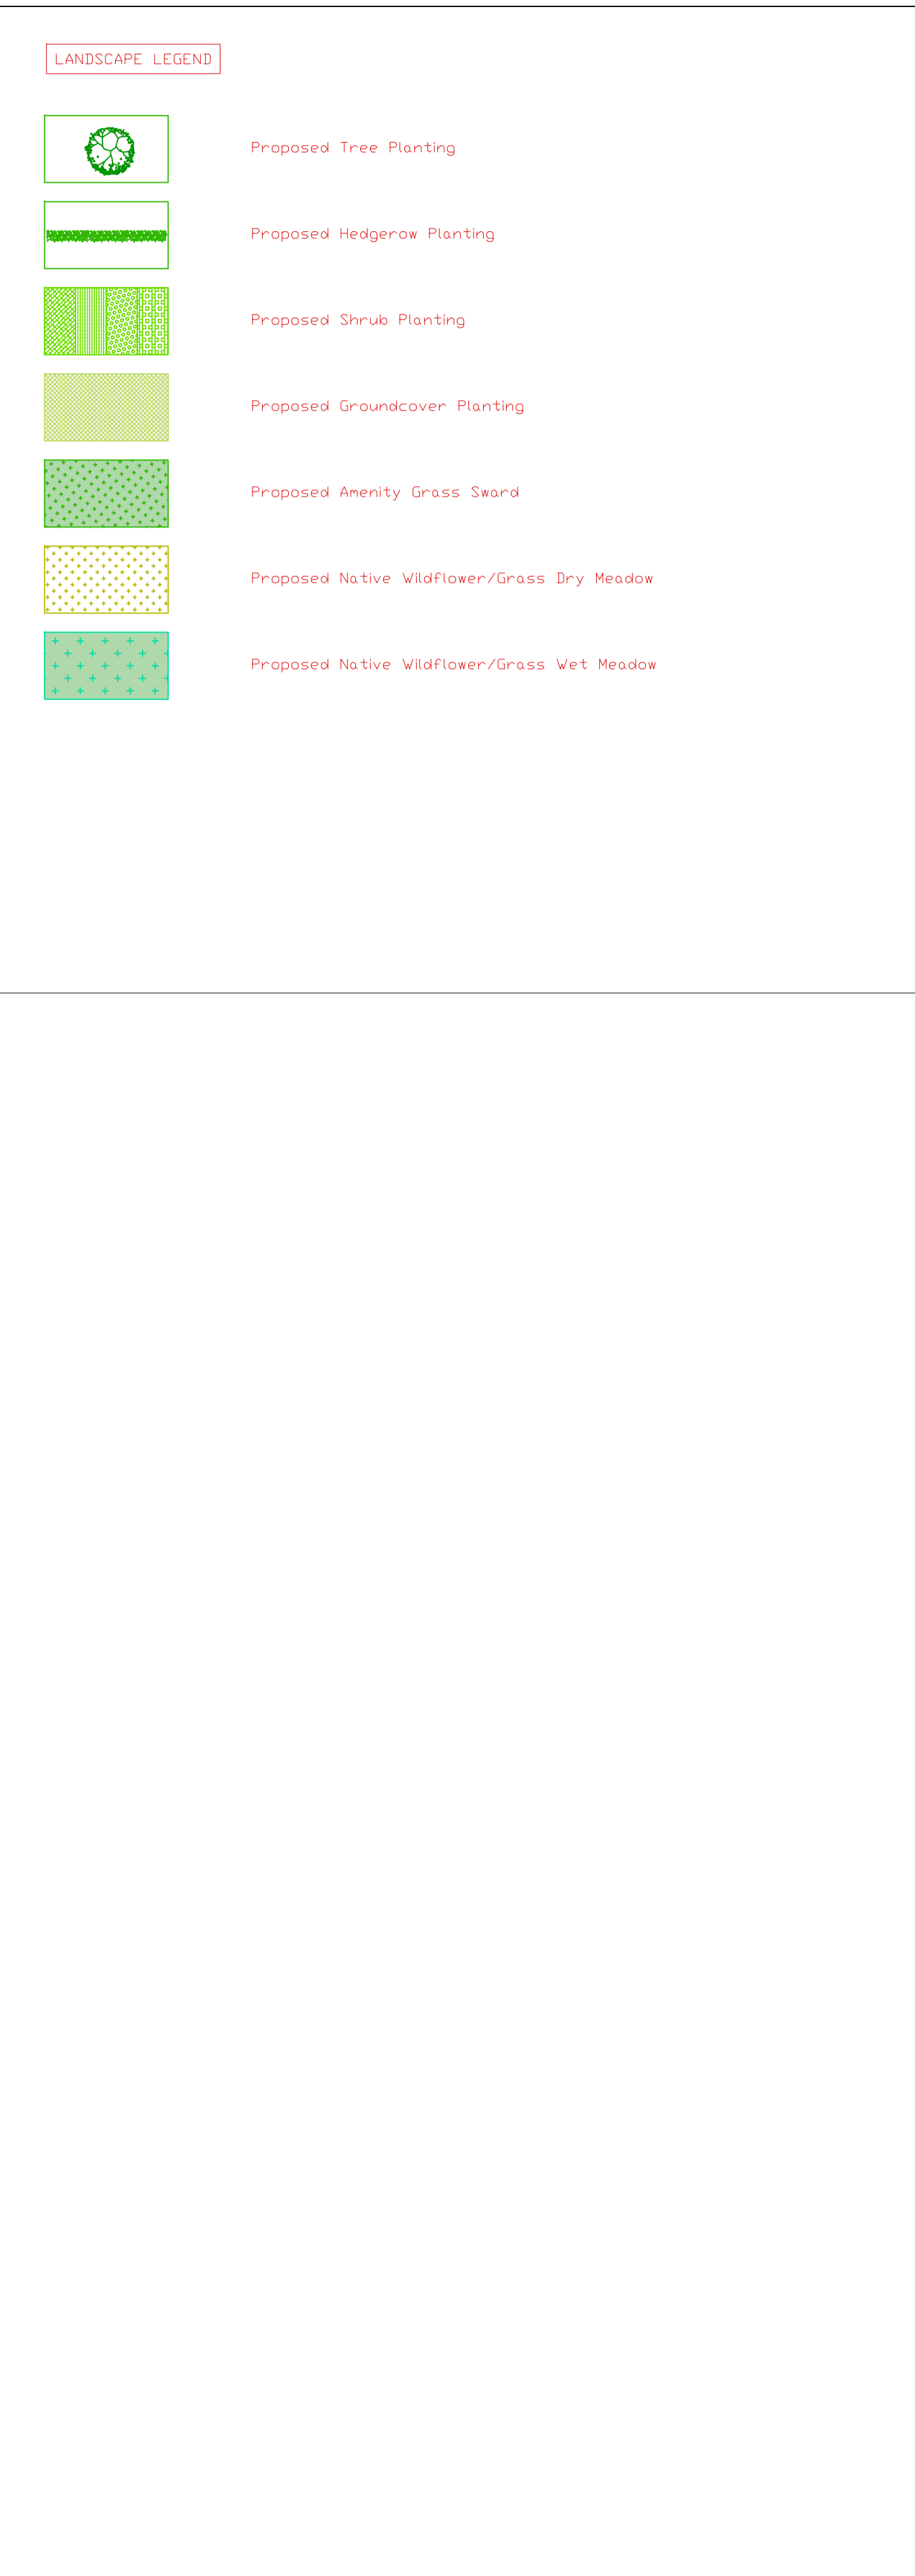 LANDSCAPE LEGEND
Proposed Tree Planting
Proposed Hedgerow Planting
Proposed Shrub Planting
Proposed Groundcover Planting
Proposed Amenity Grass Sward
Proposed Native Wildflower/Grass Dry Meadow
Proposed Native Wildflower/Grass Wet Meadow